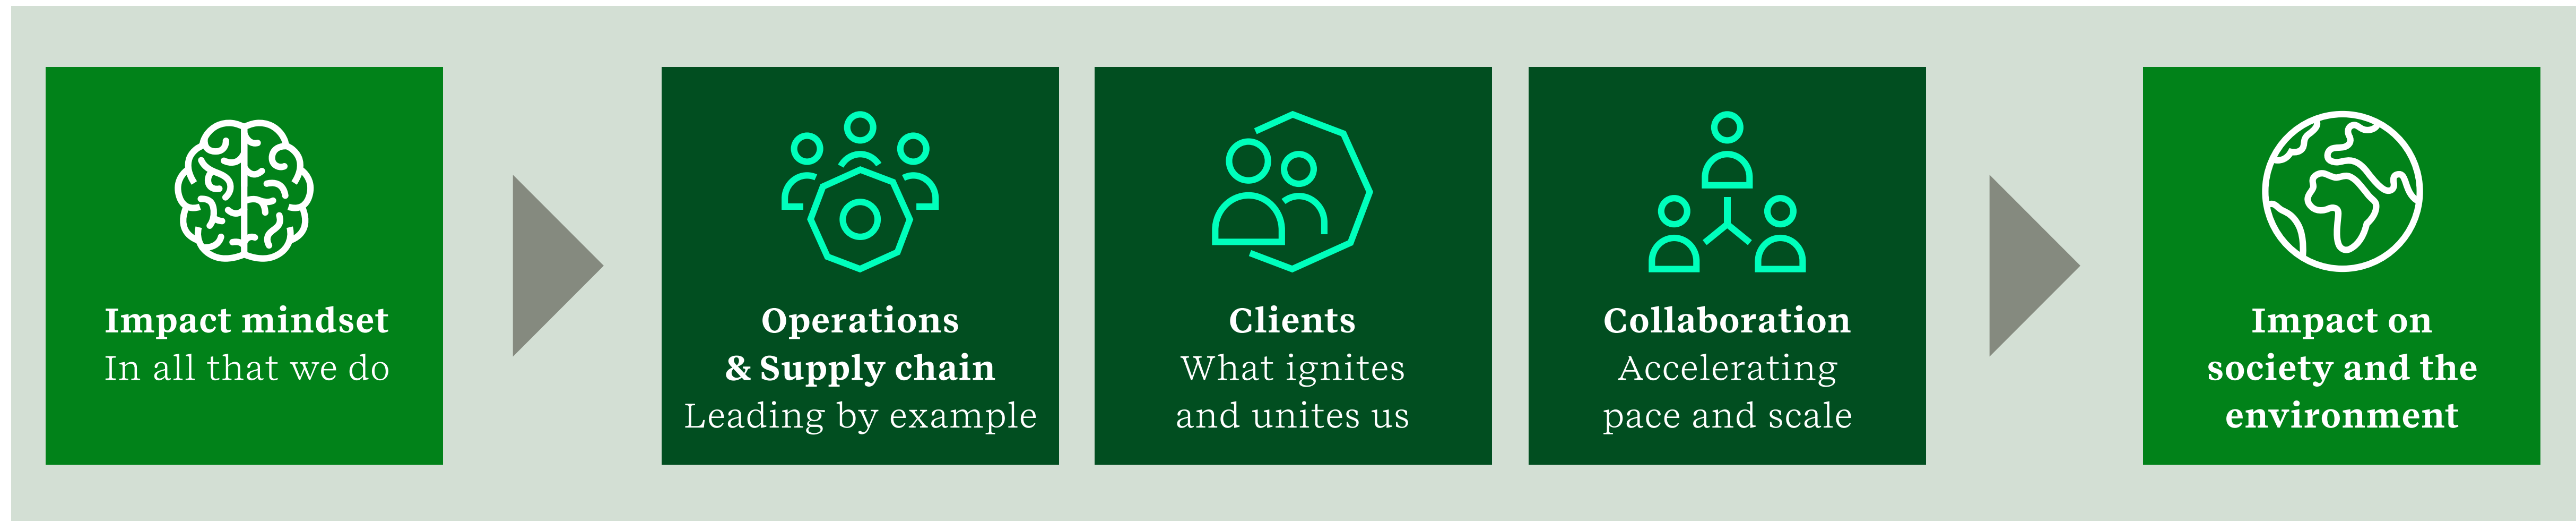 Impact mindset
In all that we do
Operations
& Supply chain
Leading by example
Clients
What ignites
and unites us
Collaboration
Accelerating
pace and scale
Impact on
society and the
environment